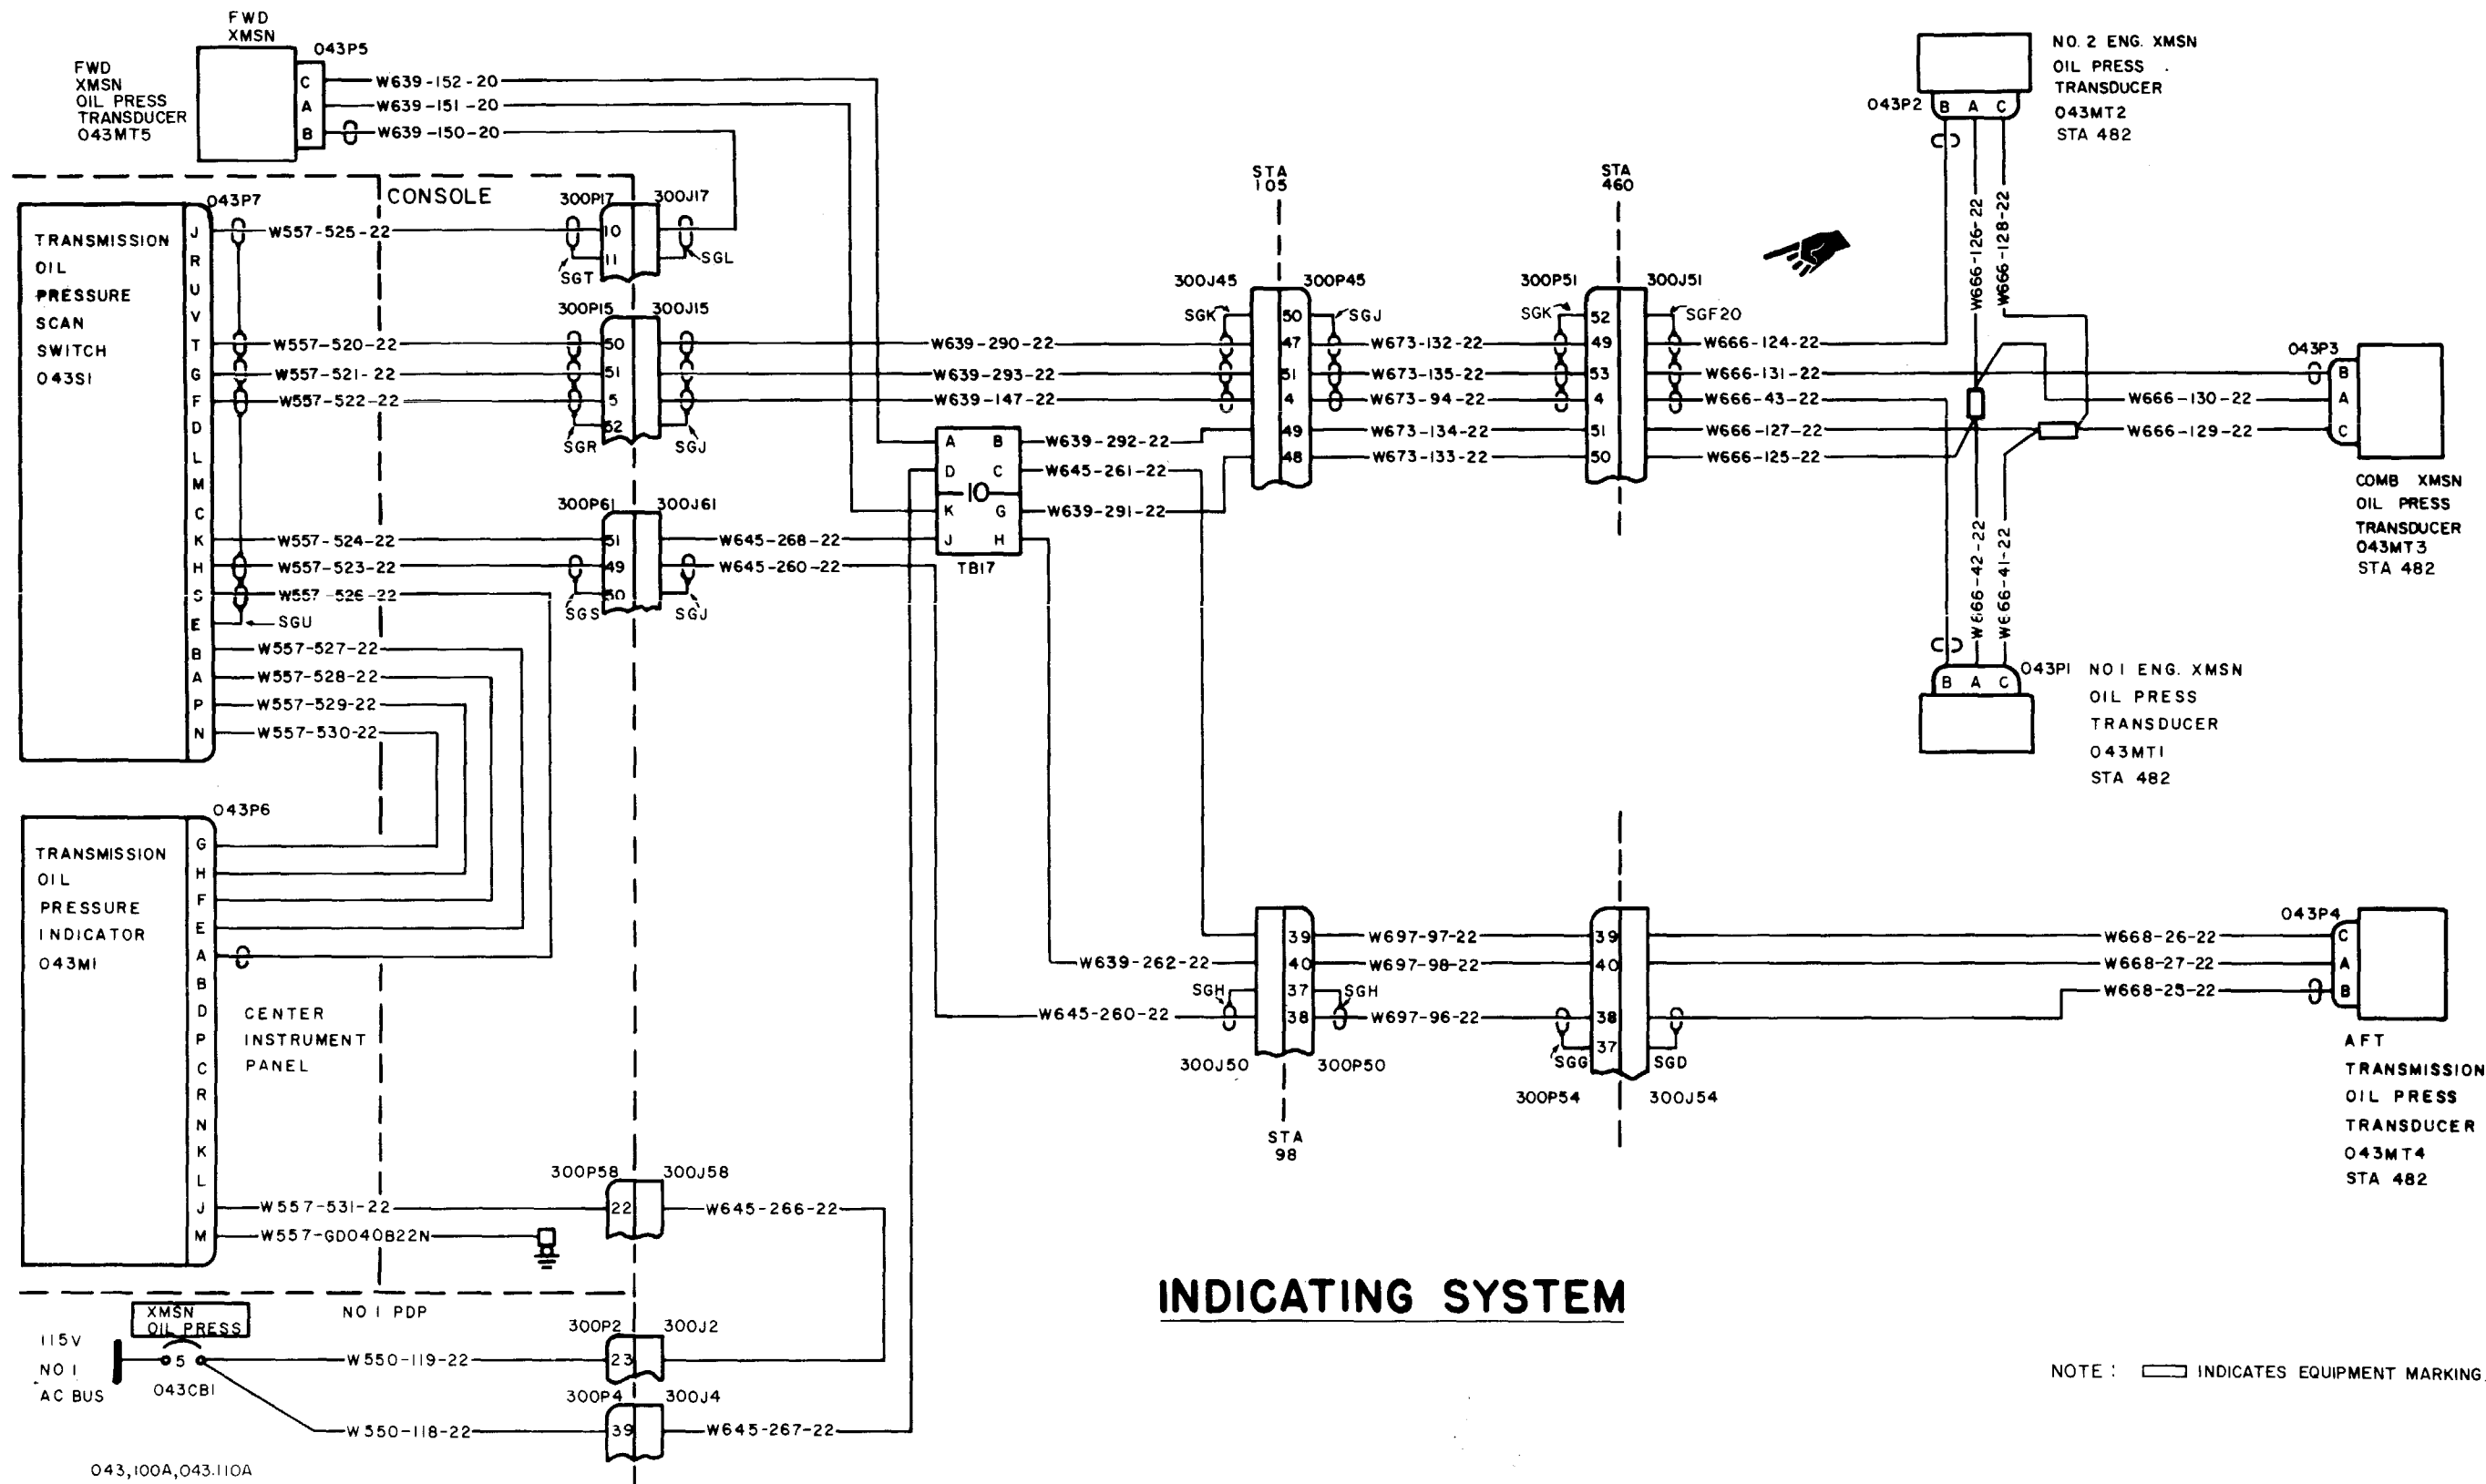 FWD
XMSN
043P5
FWD
XMSN
OIL PRESS
TRANSDUCER
043MT5
C
A
B
W639-152-20
W639-151-20
W639-150-20
CONSOLE
043P7
TRANSMISSION
OIL
PRESSURE
SCAN
SWITCH
043S1
J
R
U
V
T
G
F
D
L
M
C
K
H
S
E
B
A
P
N
W557-525-22
W557-520-22
W557-521-22
W557-522-22
W557-524-22
W557-523-22
W557-526-22
SGU
W557-527-22
W557-528-22
W557-529-22
W557-530-22
300P17
300J17
10
11
SGT
SGL
300P15
300J15
50
51
5
52
SGR
SGJ
300P61
300J61
51
49
50
SGS
SGJ
W645-268-22
W645-260-22
W639-290-22
W639-293-22
W639-147-22
A B
D C
10
K G
J H
TB17
W639-292-22
W645-261-22
W639-291-22
STA
105
300J45
300P45
SGK
50
SGJ
47
51
4
49
48
W673-132-22
W673-135-22
W673-94-22
W673-134-22
W673-133-22
STA
460
300P51
300J51
SGK
52
SGF20
49
53
4
51
50
W666-124-22
W666-131-22
W666-43-22
W666-127-22
W666-125-22
NO. 2 ENG. XMSN
OIL PRESS
TRANSDUCER
043MT2
STA 482
043P2
B A C
W666-126-22
W666-128-22
043P3
B
A
C
W666-130-22
W666-129-22
COMB XMSN
OIL PRESS
TRANSDUCER
043MT3
STA 482
W666-42-22
W666-41-22
043P1
B A C
NO 1 ENG. XMSN
OIL PRESS
TRANSDUCER
043MT1
STA 482
043P6
TRANSMISSION
OIL
PRESSURE
INDICATOR
043M1
G
H
F
E
A
B
D
P
C
R
N
K
L
J
M
CENTER
INSTRUMENT
PANEL
W557-531-22
W557-GD040B22N
300P58
300J58
22
W645-266-22
W639-262-22
W645-260-22
SGH
39
40
37
38
SGH
300J50
300P50
STA
98
W697-97-22
W697-98-22
W697-96-22
39
40
38
37
SGG
SGD
300P54
300J54
W668-26-22
W668-27-22
W668-25-22
043P4
C
A
B
AFT
TRANSMISSION
OIL PRESS
TRANSDUCER
043MT4
STA 482
XMSN
OIL PRESS
NO 1 PDP
115V
NO 1
AC BUS
5
043CB1
W550-119-22
W550-118-22
300P2
300J2
23
300P4
300J4
39
W645-267-22
INDICATING SYSTEM
NOTE: INDICATES EQUIPMENT MARKING.
043,100A,043.110A